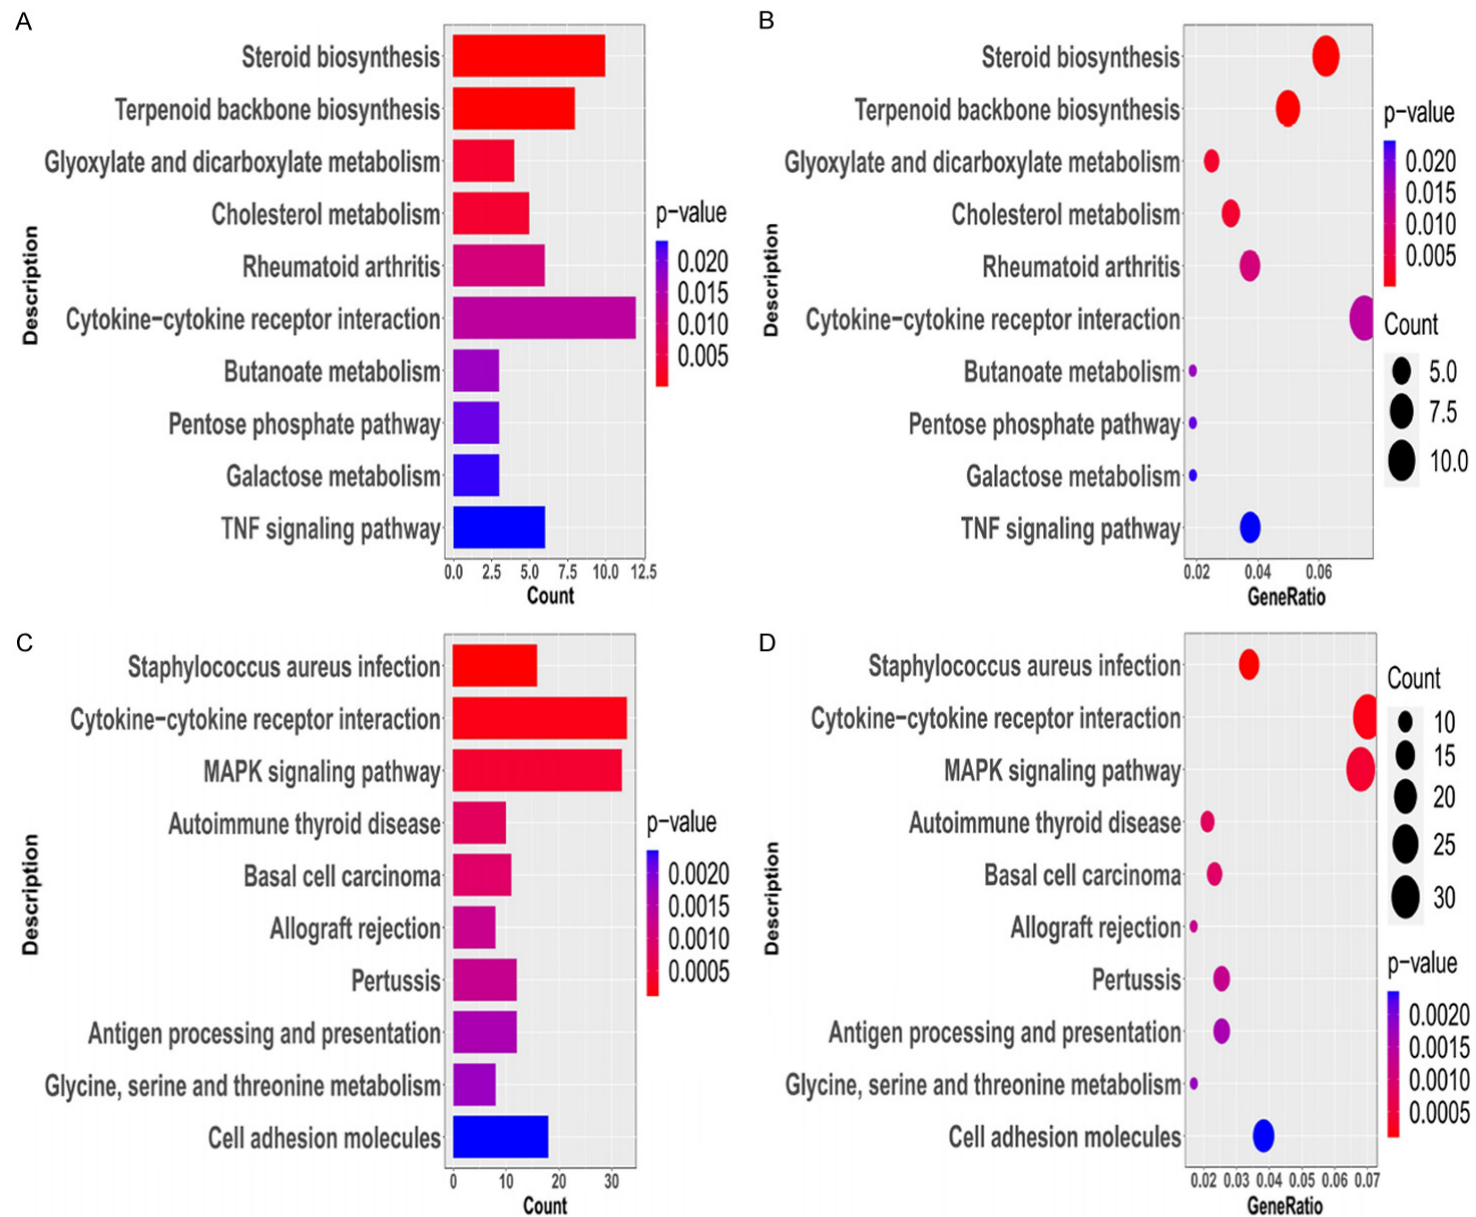 A
Steroid biosynthesis
Terpenoid backbone biosynthesis
Glyoxylate and dicarboxylate metabolism
Cholesterol metabolism
Rheumatoid arthritis
Cytokine−cytokine receptor interaction
Butanoate metabolism
Pentose phosphate pathway
Galactose metabolism
TNF signaling pathway
Description
0.0 2.5 5.0 7.5 10.0 12.5
Count
p−value
0.020
0.015
0.010
0.005
B
Steroid biosynthesis
Terpenoid backbone biosynthesis
Glyoxylate and dicarboxylate metabolism
Cholesterol metabolism
Rheumatoid arthritis
Cytokine−cytokine receptor interaction
Butanoate metabolism
Pentose phosphate pathway
Galactose metabolism
TNF signaling pathway
Description
0.02 0.04 0.06
GeneRatio
p−value
0.020
0.015
0.010
0.005
Count
5.0
7.5
10.0
C
Staphylococcus aureus infection
Cytokine−cytokine receptor interaction
MAPK signaling pathway
Autoimmune thyroid disease
Basal cell carcinoma
Allograft rejection
Pertussis
Antigen processing and presentation
Glycine, serine and threonine metabolism
Cell adhesion molecules
Description
0 10 20 30
Count
p−value
0.0020
0.0015
0.0010
0.0005
D
Staphylococcus aureus infection
Cytokine−cytokine receptor interaction
MAPK signaling pathway
Autoimmune thyroid disease
Basal cell carcinoma
Allograft rejection
Pertussis
Antigen processing and presentation
Glycine, serine and threonine metabolism
Cell adhesion molecules
Description
0.02 0.03 0.04 0.05 0.06 0.07
GeneRatio
Count
10
15
20
25
30
p−value
0.0020
0.0015
0.0010
0.0005